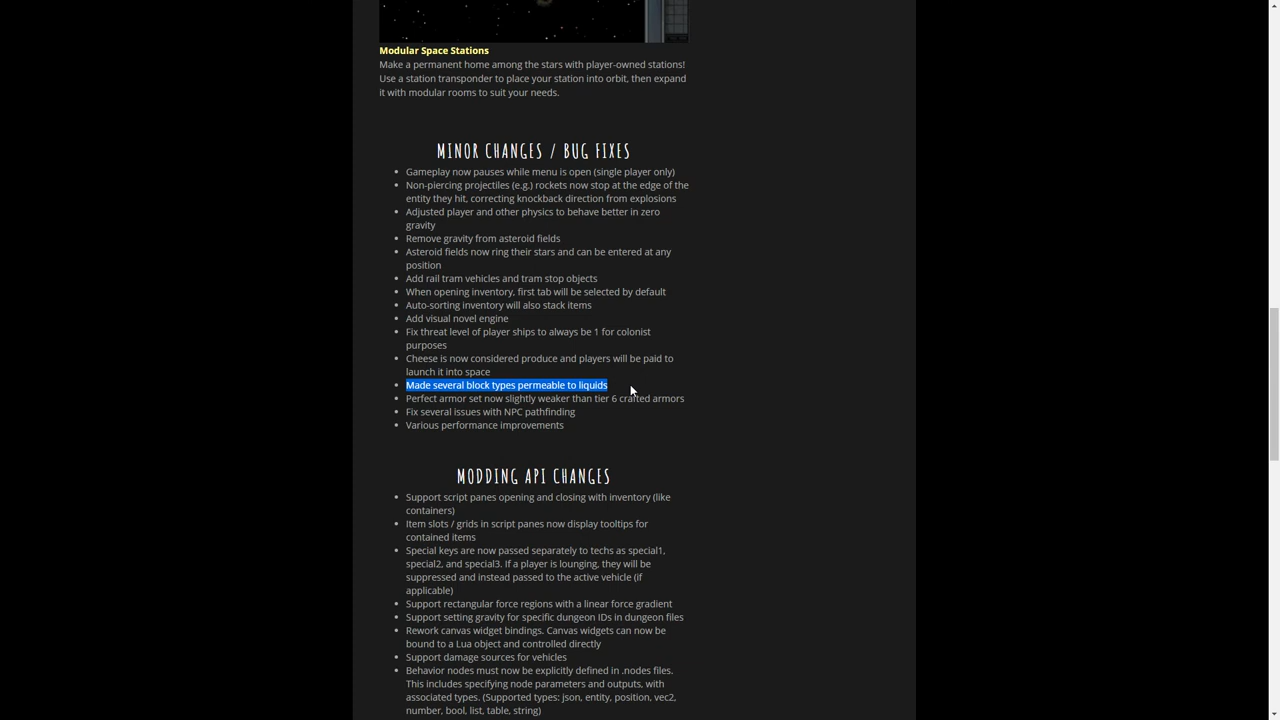 Modular Space Stations
Make a permanent home among the stars with player-owned stations!
Use a station transponder to place your station into orbit, then expand
it with modular rooms to suit your needs.
MINOR CHANGES / BUG FIXES
• Gameplay now pauses while menu is open (single player only)
• Non-piercing projectiles (e.g.) rockets now stop at the edge of the
entity they hit, correcting knockback direction from explosions
• Adjusted player and other physics to behave better in zero
gravity
• Remove gravity from asteroid fields
• Asteroid fields now ring their stars and can be entered at any
position
• Add rail tram vehicles and tram stop objects
• When opening inventory, first tab will be selected by default
• Auto-sorting inventory will also stack items
• Add visual novel engine
• Fix threat level of player ships to always be 1 for colonist
purposes
• Cheese is now considered produce and players will be paid to
launch it into space
• Made several block types permeable to liquids
• Perfect armor set now slightly weaker than tier 6 crafted armors
• Fix several issues with NPC pathfinding
• Various performance improvements
MODDING API CHANGES
• Support script panes opening and closing with inventory (like
containers)
• Item slots / grids in script panes now display tooltips for
contained items
• Special keys are now passed separately to techs as special1,
special2, and special3. If a player is lounging, they will be
suppressed and instead passed to the active vehicle (if
applicable)
• Support rectangular force regions with a linear force gradient
• Support setting gravity for specific dungeon IDs in dungeon files
• Rework canvas widget bindings. Canvas widgets can now be
bound to a Lua object and controlled directly
• Support damage sources for vehicles
• Behavior nodes must now be explicitly defined in .nodes files.
This includes specifying node parameters and outputs, with
associated types. (Supported types: json, entity, position, vec2,
number, bool, list, table, string)